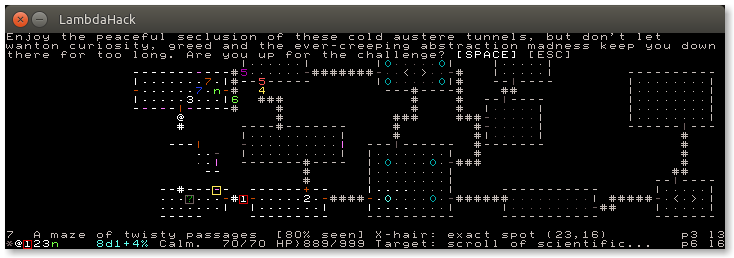 LambdaHack
Enjoy the peaceful seclusion of these cold austere tunnels, but don't let
wanton curiosity, greed and the ever-creeping abstraction madness keep you down
there for too long. Are you up for the challenge? [SPACE] [ESC]
7 A maze of twisty passages [80% seen] X-hair: exact spot (23,16) p3 13
*@123n 8d1+4% Calm. 70/70 HP)889/999 Target: scroll of scientific... p6 16